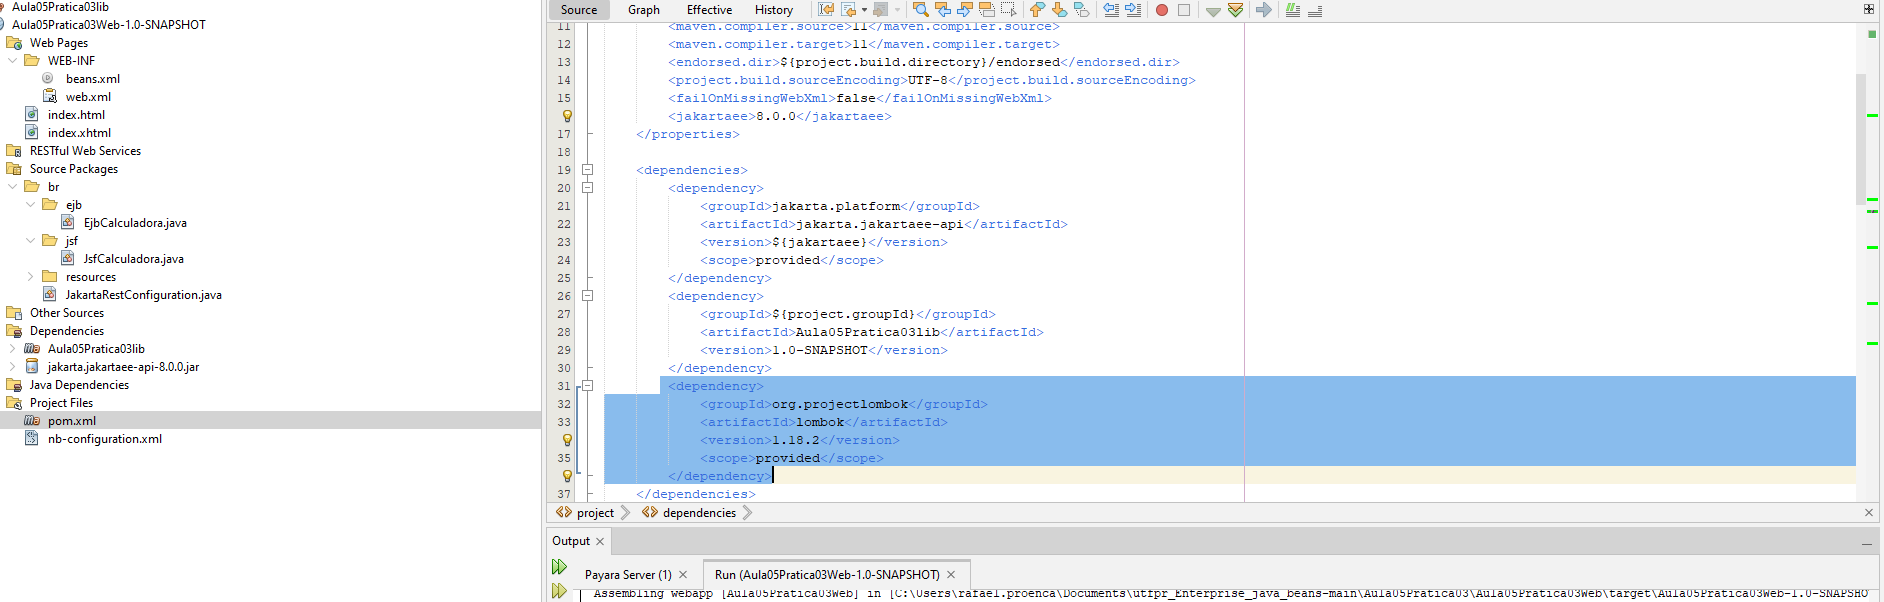 Aula05Pratica03lib
Aula05Pratica03Web-1.0-SNAPSHOT
Web Pages
WEB-INF
beans.xml
web.xml
index.html
index.xhtml
RESTful Web Services
Source Packages
br
ejb
EjbCalculadora.java
jsf
JsfCalculadora.java
resources
JakartaRestConfiguration.java
Other Sources
Dependencies
Aula05Pratica03lib
jakarta.jakartaee-api-8.0.0.jar
Java Dependencies
Project Files
pom.xml
nb-configuration.xml
Source Graph Effective History
11 <maven.compiler.source>11</maven.compiler.source>
12 <maven.compiler.target>11</maven.compiler.target>
13 <endorsed.dir>${project.build.directory}/endorsed</endorsed.dir>
14 <project.build.sourceEncoding>UTF-8</project.build.sourceEncoding>
15 <failOnMissingWebXml>false</failOnMissingWebXml>
<jakartaee>8.0.0</jakartaee>
17 </properties>
18
19 <dependencies>
20 <dependency>
21 <groupId>jakarta.platform</groupId>
22 <artifactId>jakarta.jakartaee-api</artifactId>
23 <version>${jakartaee}</version>
24 <scope>provided</scope>
25 </dependency>
26 <dependency>
27 <groupId>${project.groupId}</groupId>
28 <artifactId>Aula05Pratica03lib</artifactId>
29 <version>1.0-SNAPSHOT</version>
30 </dependency>
31 <dependency>
32 <groupId>org.projectlombok</groupId>
33 <artifactId>lombok</artifactId>
<version>1.18.2</version>
35 <scope>provided</scope>
</dependency>
37 </dependencies>
project dependencies
Output
Payara Server (1) Run (Aula05Pratica03Web-1.0-SNAPSHOT)
Assembling webapp [Aula05Pratica03Web] in [C:\Users\rafael.proenca\Documents\utfpr_Enterprise_java_beans-main\Aula05Pratica03\Aula05Pratica03Web\target\Aula05Pratica03Web-1.0-SNAPSHO